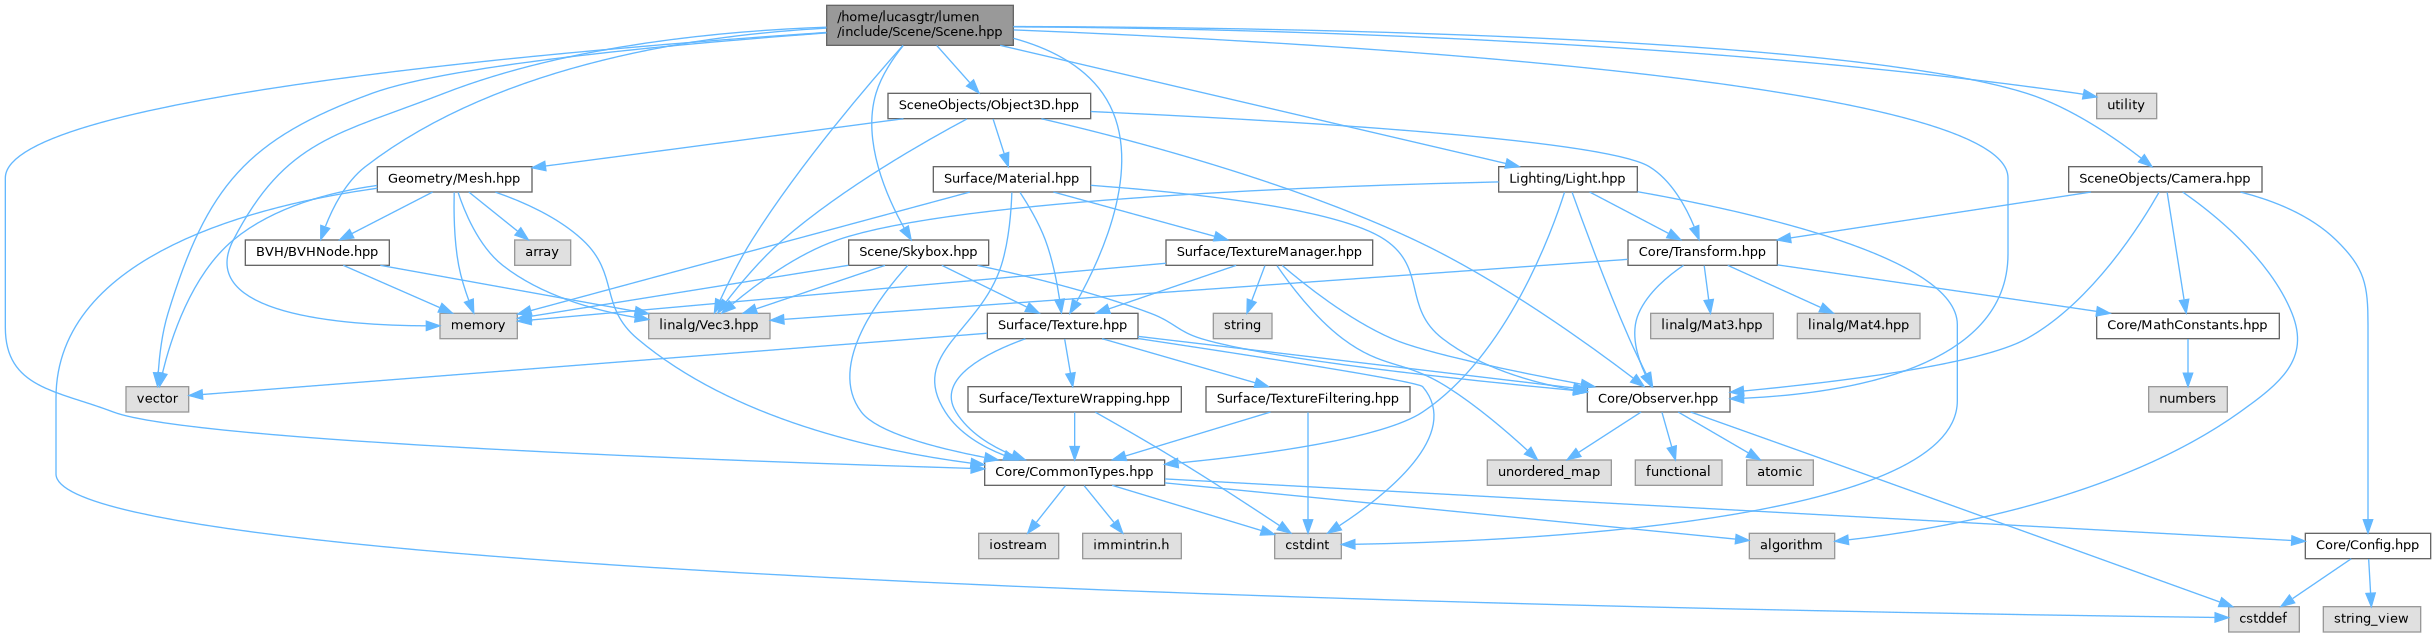 /home/lucasgtr/lumen
/include/Scene/Scene.hpp
SceneObjects/Object3D.hpp
utility
Geometry/Mesh.hpp
Surface/Material.hpp
Lighting/Light.hpp
SceneObjects/Camera.hpp
BVH/BVHNode.hpp
array
Scene/Skybox.hpp
Surface/TextureManager.hpp
Core/Transform.hpp
memory
linalg/Vec3.hpp
Surface/Texture.hpp
string
linalg/Mat3.hpp
linalg/Mat4.hpp
Core/MathConstants.hpp
vector
Surface/TextureWrapping.hpp
Surface/TextureFiltering.hpp
Core/Observer.hpp
numbers
Core/CommonTypes.hpp
unordered_map
functional
atomic
iostream
immintrin.h
cstdint
algorithm
Core/Config.hpp
cstddef
string_view